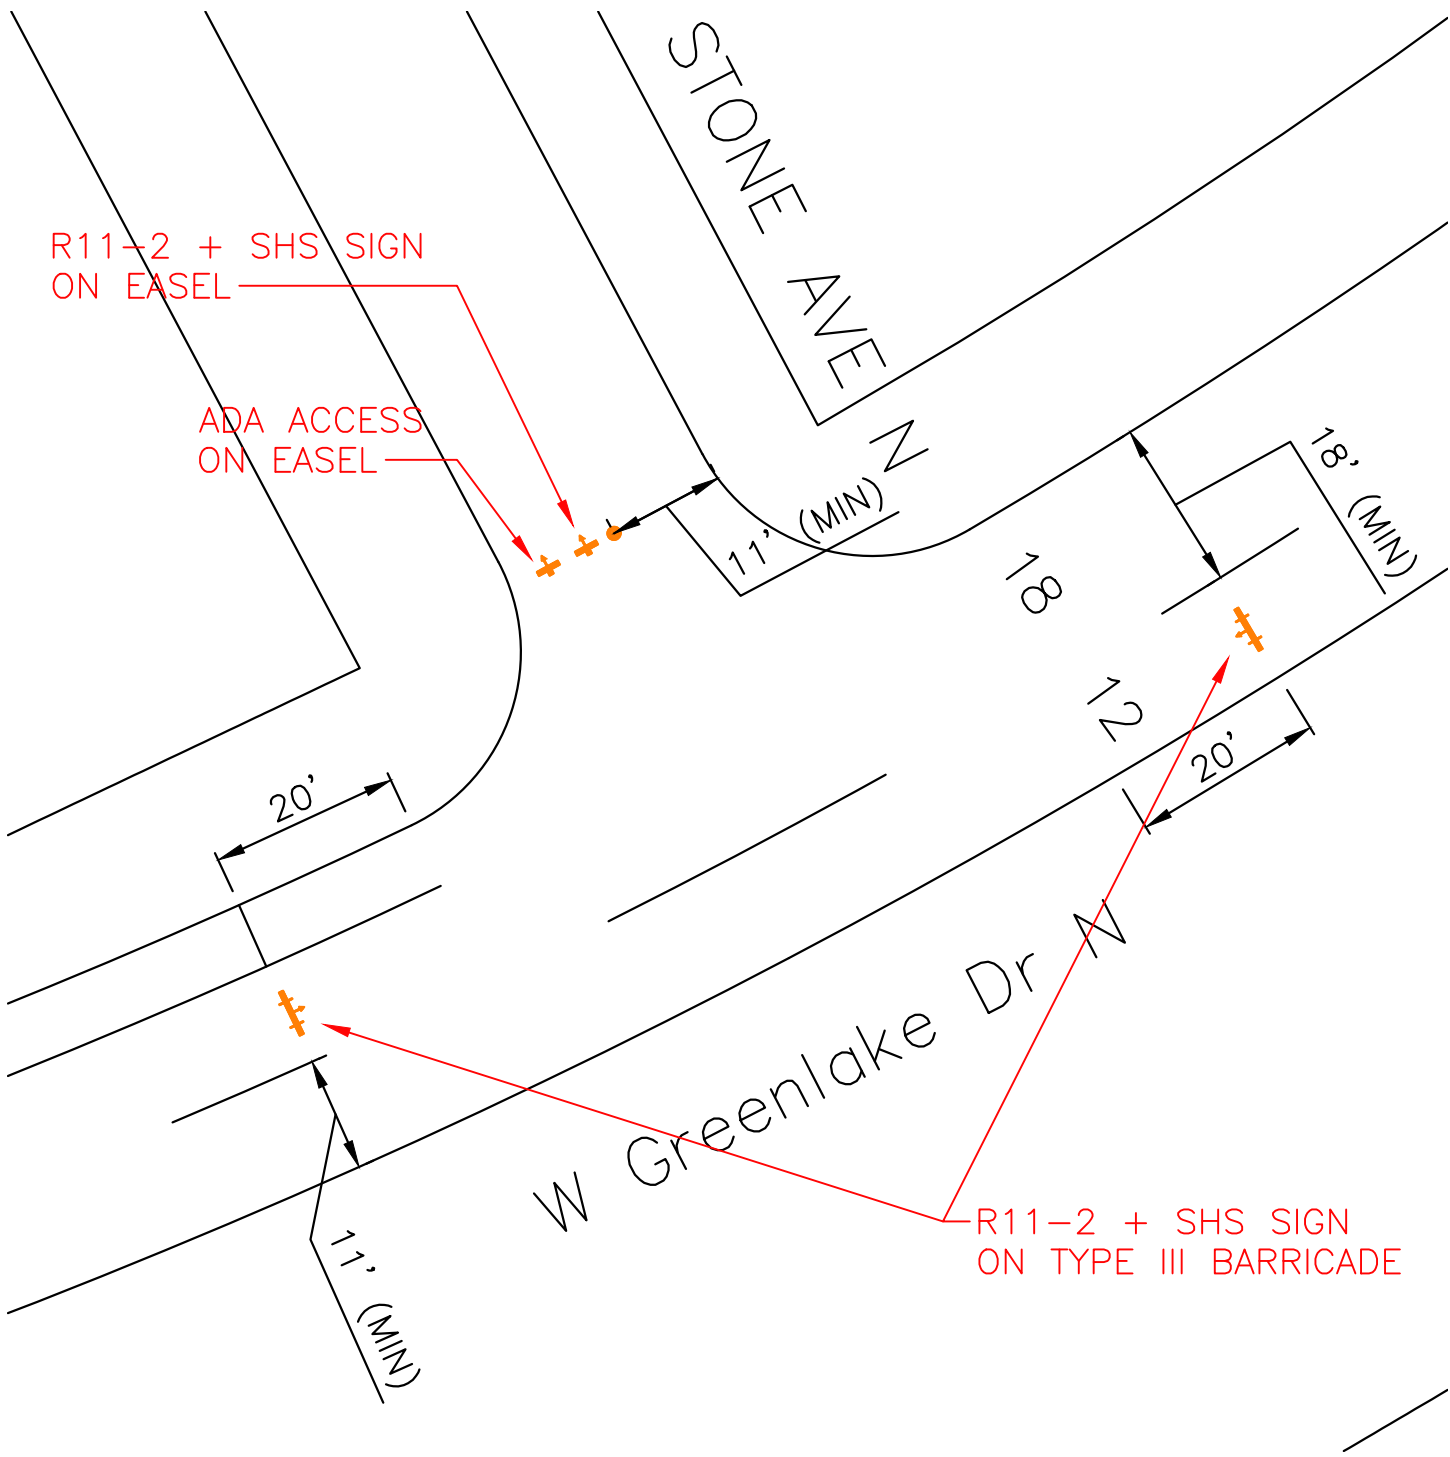 STONE AVE N
R11-2 + SHS SIGN
ON EASEL
ADA ACCESS
ON EASEL
11' (MIN)
18' (MIN)
18
12
20'
20'
W Greenlake Dr N
11' (MIN)
R11-2 + SHS SIGN
ON TYPE III BARRICADE